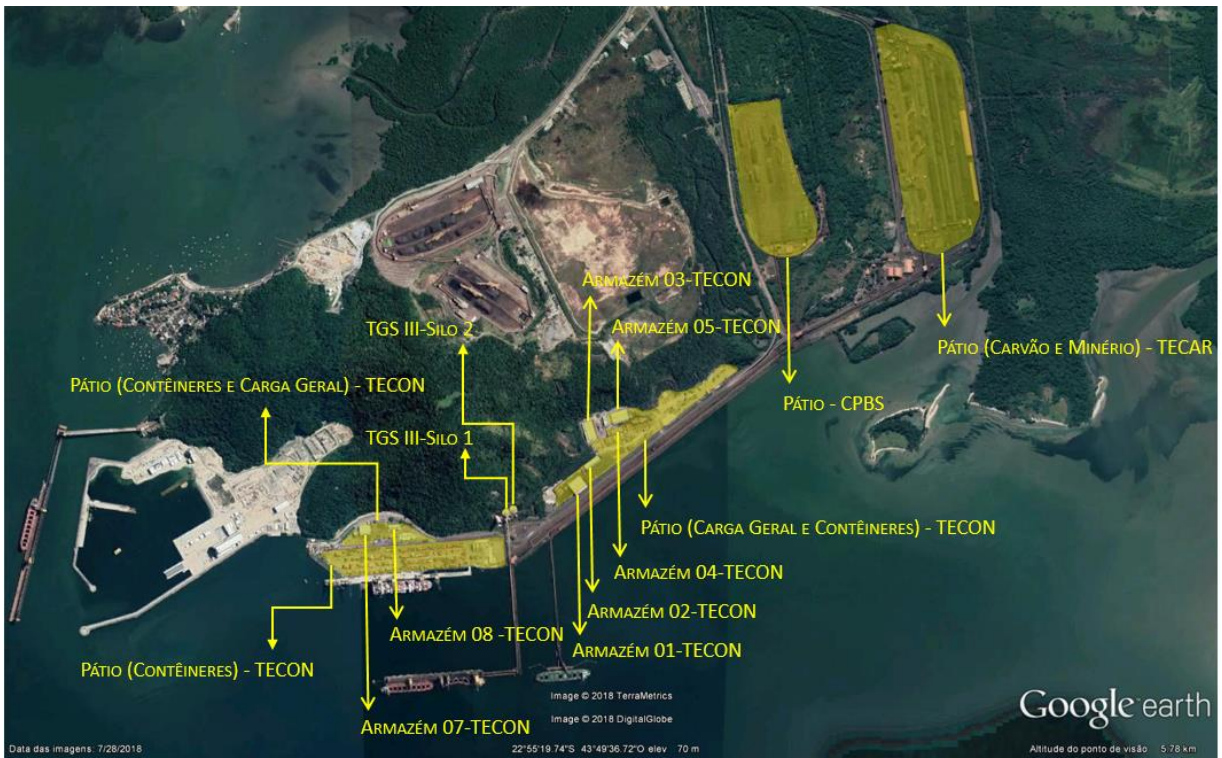 ARMAZÉM 03-TECON
TGS III-SILO 2
ARMAZÉM 05-TECON
PÁTIO (CARVÃO E MINÉRIO) - TECAR
PÁTIO (CONTÊINERES E CARGA GERAL) - TECON
PÁTIO - CPBS
TGS III-SILO 1
PÁTIO (CARGA GERAL E CONTÊINERES) - TECON
ARMAZÉM 04-TECON
ARMAZÉM 02-TECON
ARMAZÉM 08 -TECON
ARMAZÉM 01-TECON
PÁTIO (CONTÊINERES) - TECON
Image © 2018 TerraMetrics
Google earth
Image © 2018 DigitalGlobe
ARMAZÉM 07-TECON
Data das imagens: 7/28/2018
22°55'19.74"S 43°49'36.72"O elev 70 m
Altitude do ponto de visão 5.78 km